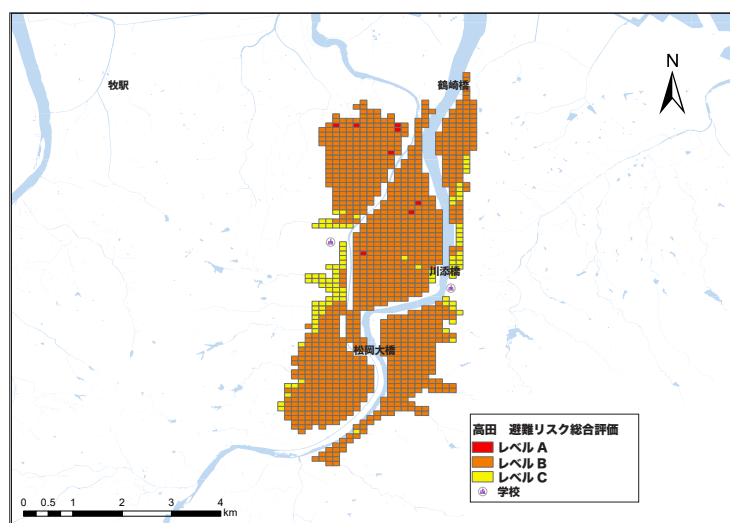 牧駅
鶴崎橋
N
川添橋
松岡大橋
高田 避難リスク総合評価
レベル A
レベル B
レベル C
学校
0 0.5 1 2 3 4
km